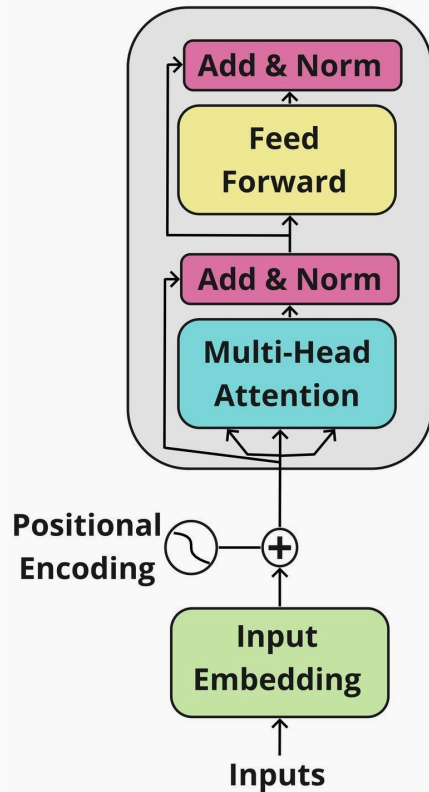 Add & Norm
Feed
Forward
Add & Norm
Multi-Head
Attention
Positional
Encoding
+
Input
Embedding
Inputs